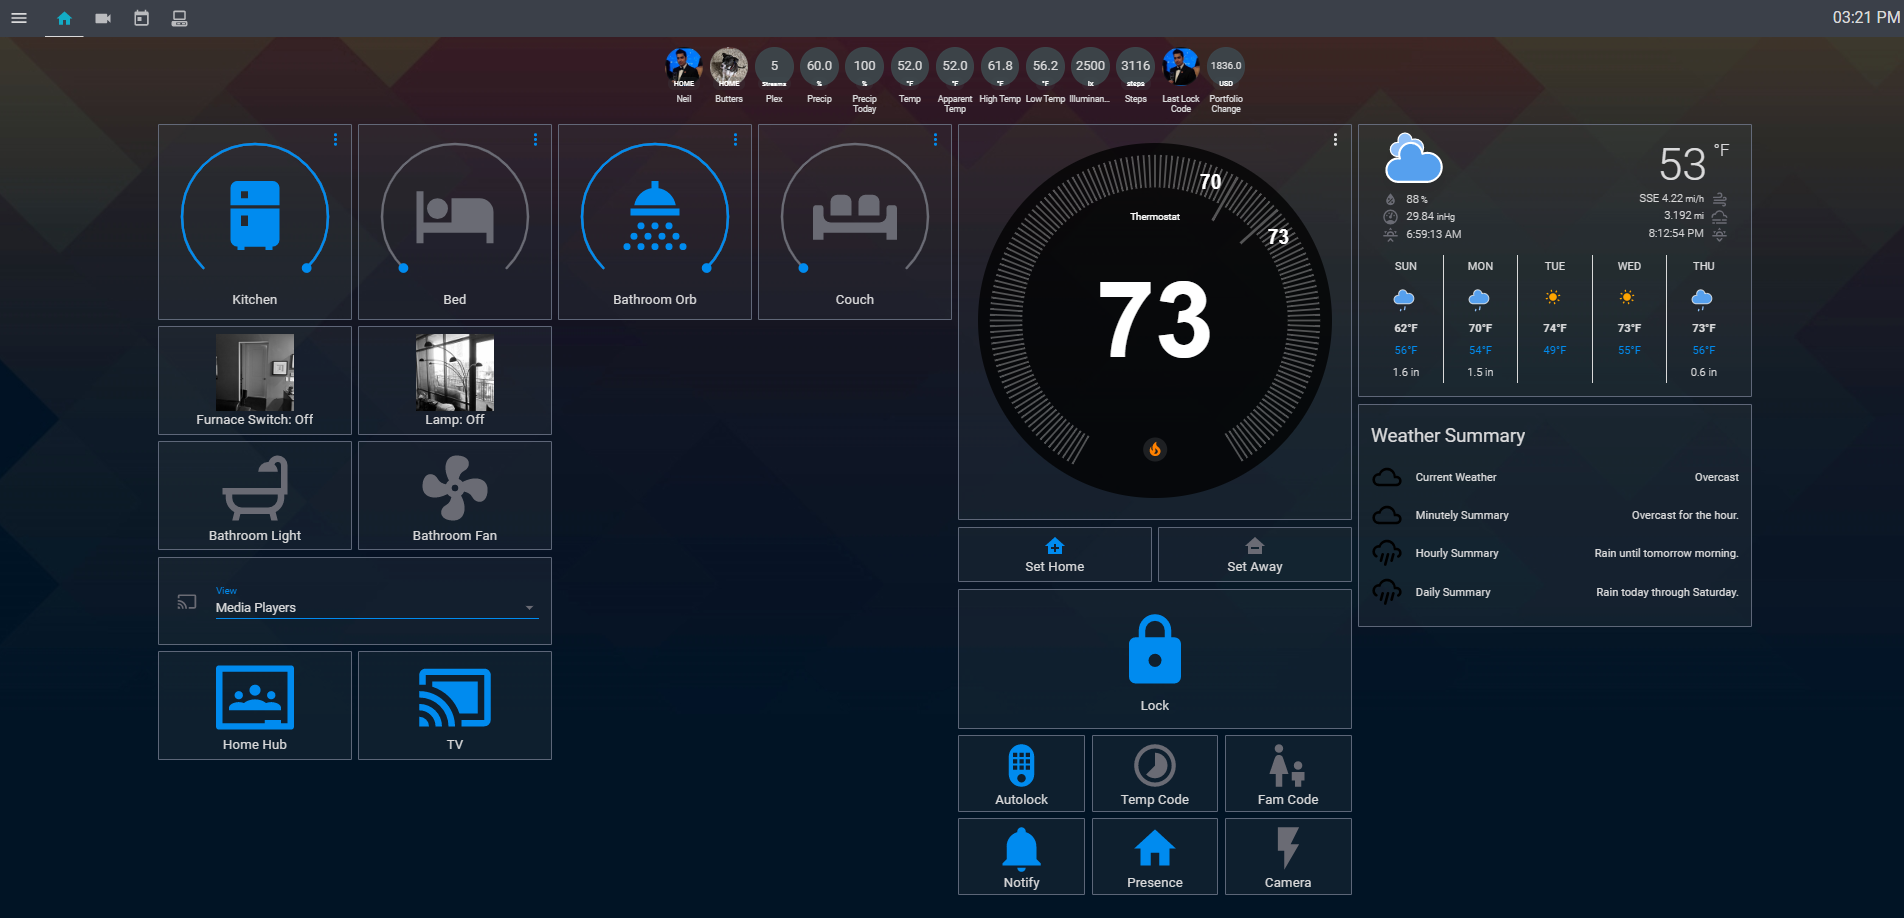 03:21 PM
HOME
Neil
HOME
Butters
5
Streams
Plex
60.0
%
Precip
100
%
Precip
Today
52.0
°F
Temp
52.0
°F
Apparent
Temp
61.8
°F
High Temp
56.2
°F
Low Temp
2500
lx
Illuminan...
3116
steps
Steps
Last Lock
Code
1836.0
USD
Portfolio
Change
Kitchen
Bed
Bathroom Orb
Couch
Furnace Switch: Off
Lamp: Off
Bathroom Light
Bathroom Fan
View
Media Players
Home Hub
TV
70
Thermostat
73
73
Set Home
Set Away
Lock
Autolock
Temp Code
Fam Code
Notify
Presence
Camera
53 °F
88 %
SSE 4.22 mi/h
29.84 inHg
3.192 mi
6:59:13 AM
8:12:54 PM
SUN MON TUE WED THU
62°F 70°F 74°F 73°F 73°F
56°F 54°F 49°F 55°F 56°F
1.6 in 1.5 in 0.6 in
Weather Summary
Current Weather Overcast
Minutely Summary Overcast for the hour.
Hourly Summary Rain until tomorrow morning.
Daily Summary Rain today through Saturday.